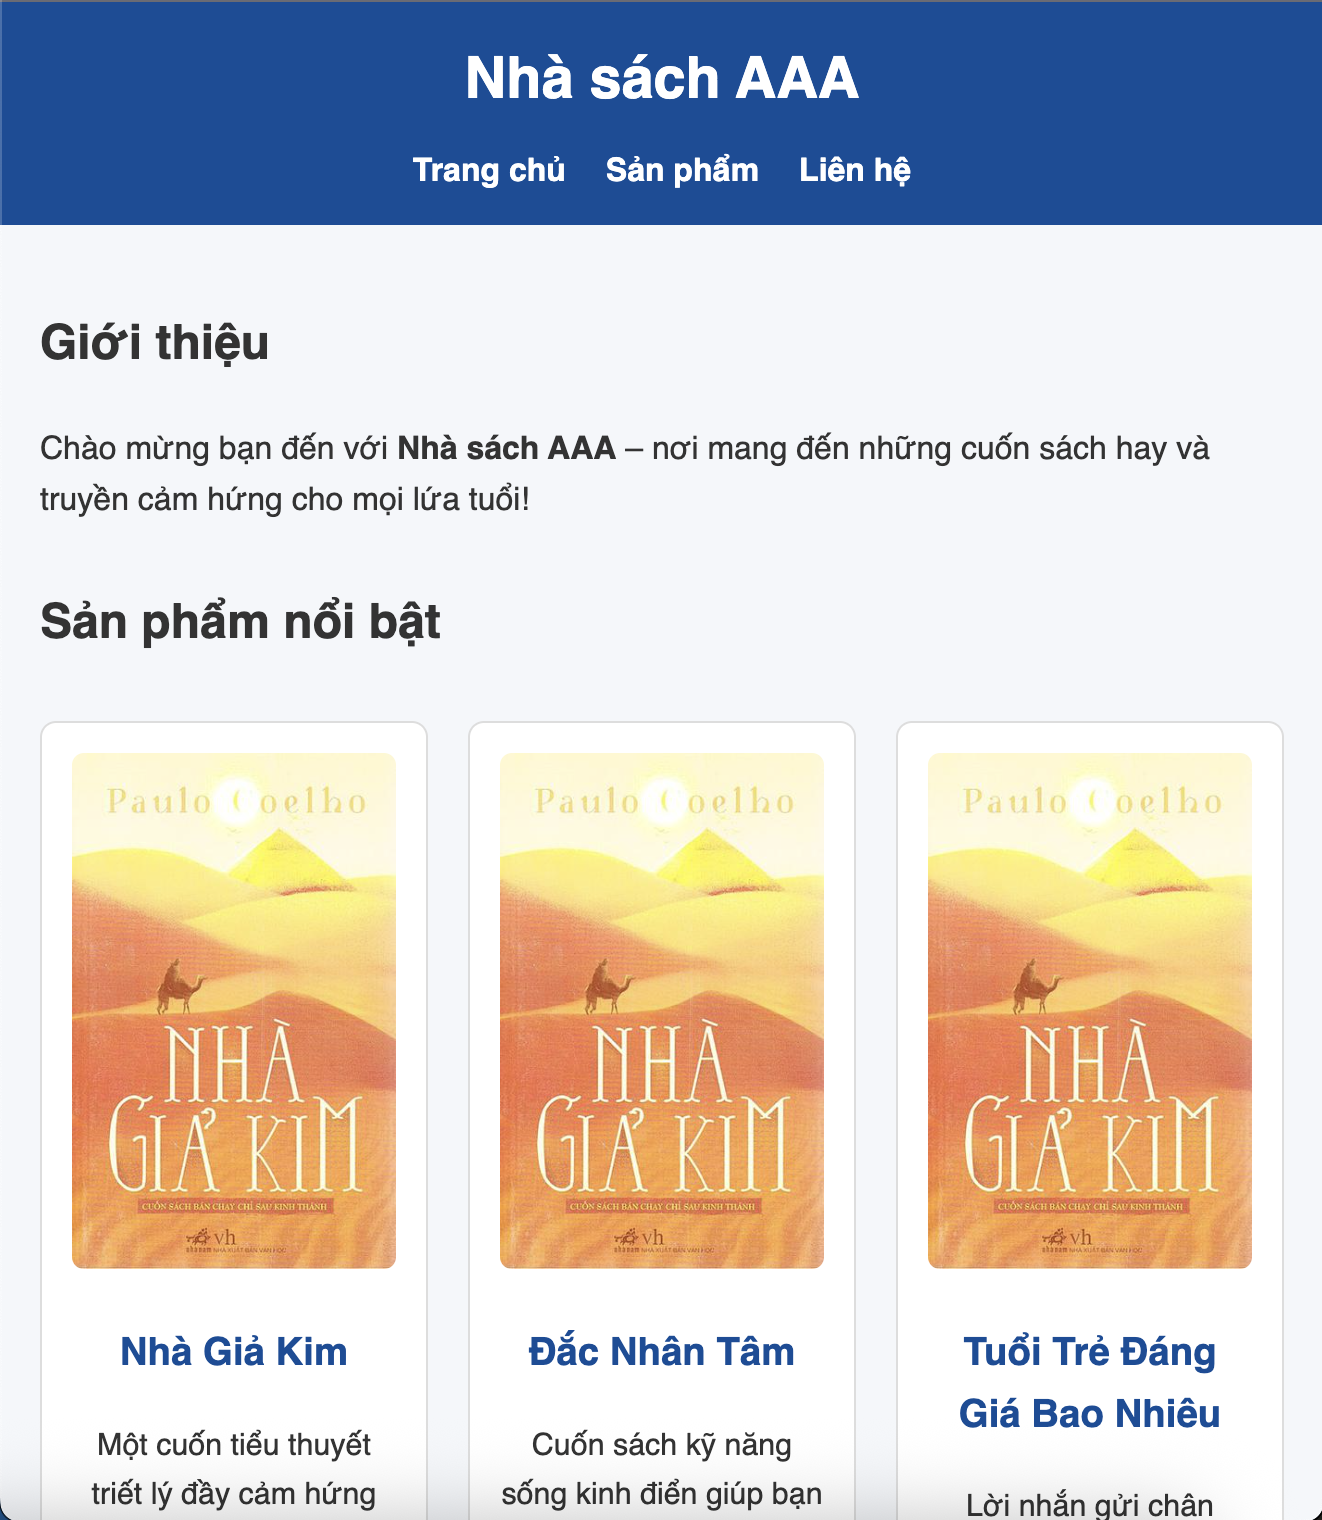 Nhà sách AAA
Trang chủ Sản phẩm Liên hệ
Giới thiệu
Chào mừng bạn đến với Nhà sách AAA – nơi mang đến những cuốn sách hay và
truyền cảm hứng cho mọi lứa tuổi!
Sản phẩm nổi bật
Paulo Coelho
NHÀ
GIẢ KIM
CUỐN SÁCH BÁN CHẠY CHỈ SAU KINH THÁNH
vh
nhanam NHÀ XUẤT BẢN VĂN HỌC
Nhà Giả Kim
Một cuốn tiểu thuyết
triết lý đầy cảm hứng
Paulo Coelho
NHÀ
GIẢ KIM
CUỐN SÁCH BÁN CHẠY CHỈ SAU KINH THÁNH
vh
nhanam NHÀ XUẤT BẢN VĂN HỌC
Đắc Nhân Tâm
Cuốn sách kỹ năng
sống kinh điển giúp bạn
Paulo Coelho
NHÀ
GIẢ KIM
CUỐN SÁCH BÁN CHẠY CHỈ SAU KINH THÁNH
vh
nhanam NHÀ XUẤT BẢN VĂN HỌC
Tuổi Trẻ Đáng
Giá Bao Nhiêu
Lời nhắn gửi chân